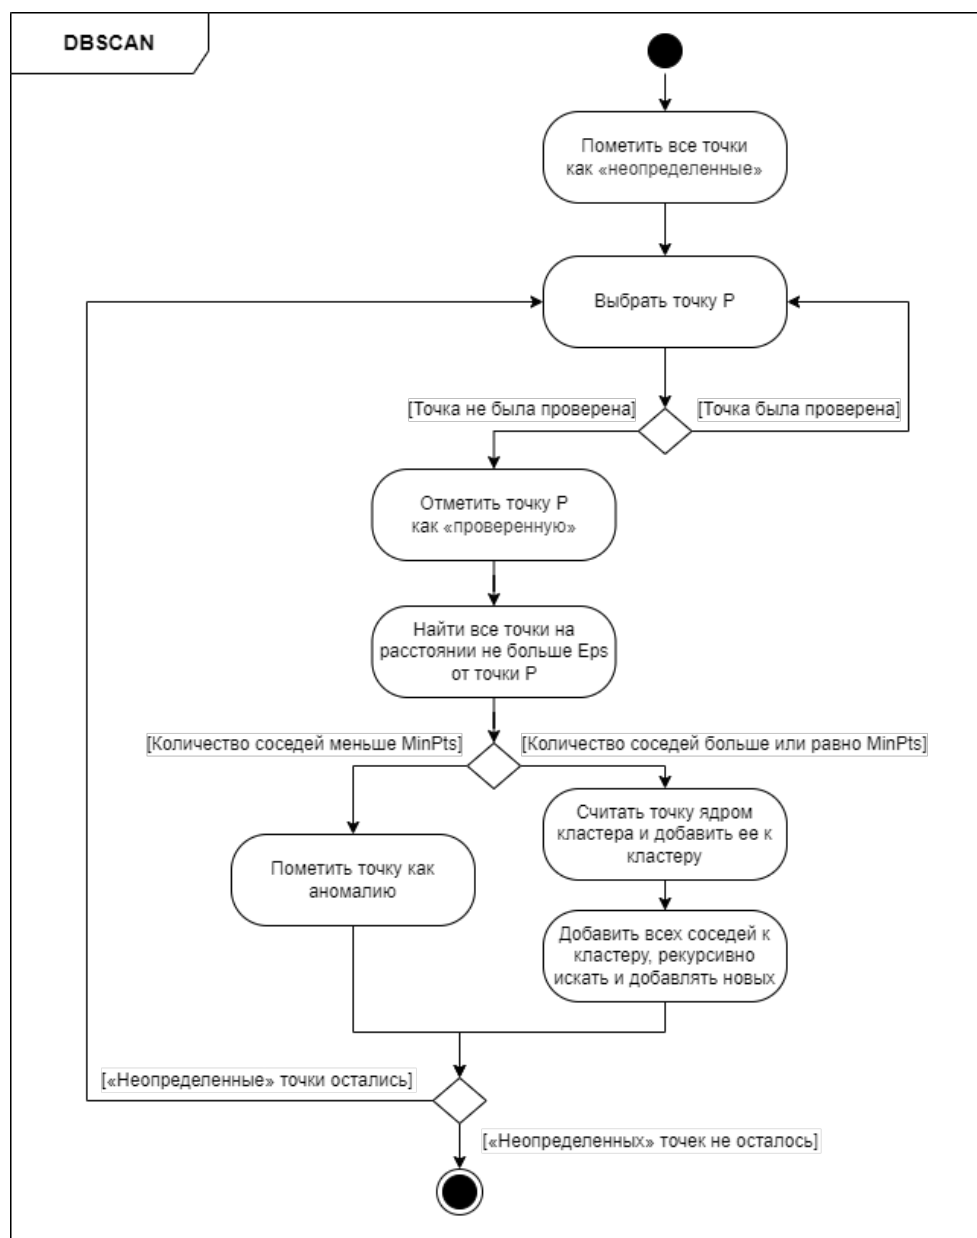 DBSCAN
Пометить все точки
как «неопределенные»
Выбрать точку P
[Точка не была проверена]
[Точка была проверена]
Отметить точку P
как «проверенную»
Найти все точки на
расстоянии не больше Eps
от точки P
[Количество соседей меньше MinPts]
[Количество соседей больше или равно MinPts]
Считать точку ядром
кластера и добавить ее к
кластеру
Пометить точку как
аномалию
Добавить всех соседей к
кластеру, рекурсивно
искать и добавлять новых
[«Неопределенные» точки остались]
[«Неопределенных» точек не осталось]